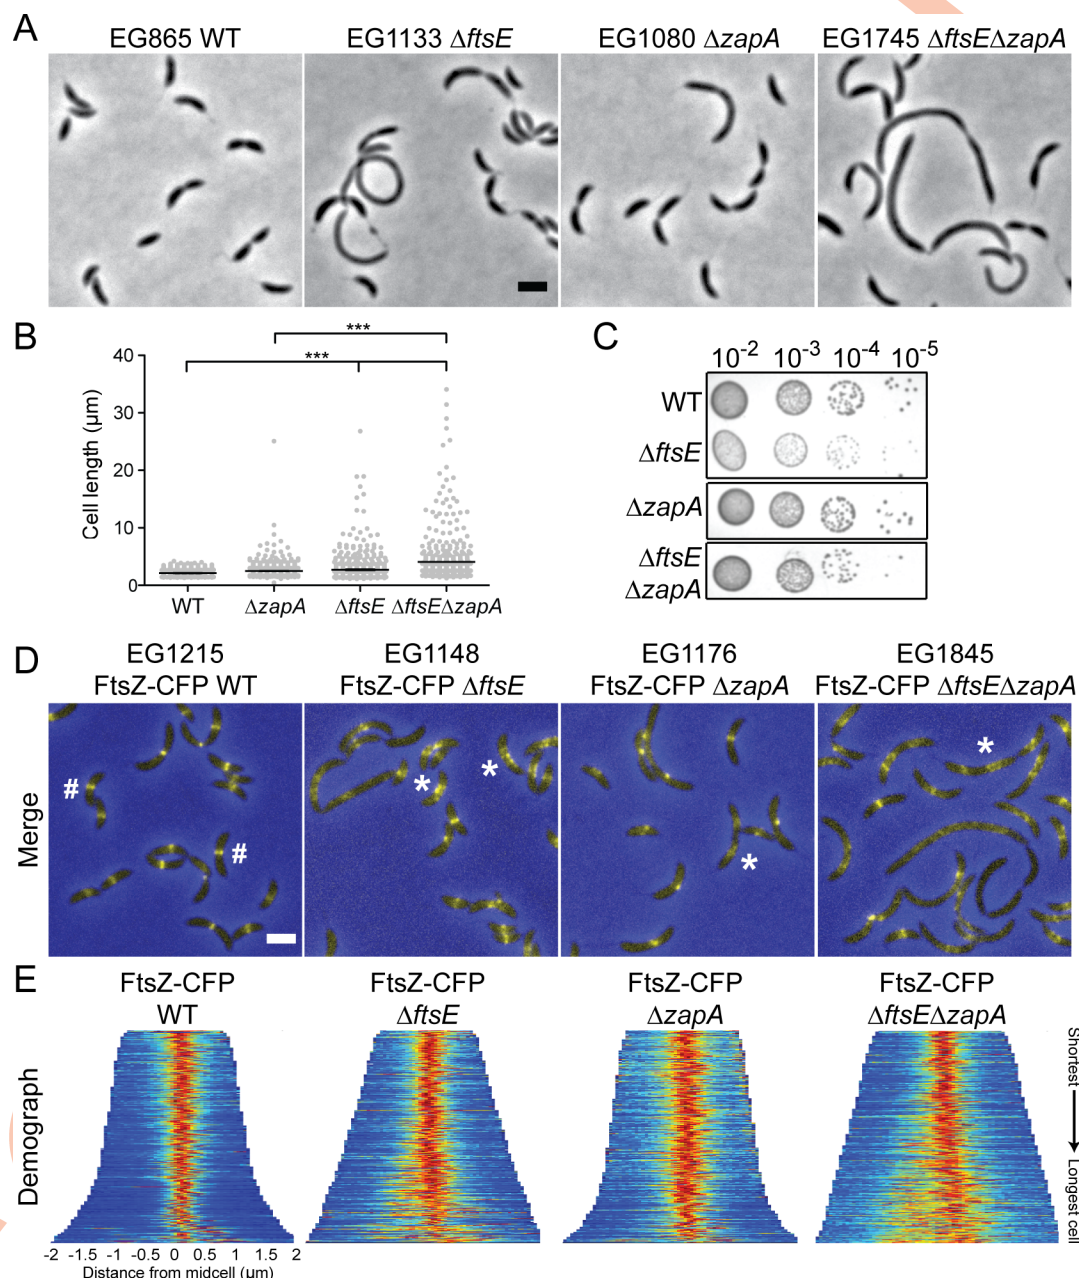 A
EG865 WT
EG1133 ΔftsE
EG1080 ΔzapA
EG1745 ΔftsEΔzapA
B
***
***
40
30
20
10
0
Cell length (µm)
WT
ΔzapA
ΔftsE
ΔftsEΔzapA
C
10-2
10-3
10-4
10-5
WT
ΔftsE
ΔzapA
ΔftsE
ΔzapA
D
EG1215
FtsZ-CFP WT
EG1148
FtsZ-CFP ΔftsE
EG1176
FtsZ-CFP ΔzapA
EG1845
FtsZ-CFP ΔftsEΔzapA
Merge
#
#
*
*
*
*
E
FtsZ-CFP
WT
FtsZ-CFP
ΔftsE
FtsZ-CFP
ΔzapA
FtsZ-CFP
ΔftsEΔzapA
Demograph
Shortest
Longest cell
-2 -1.5 -1 -0.5 0 0.5 1 1.5 2
Distance from midcell (µm)